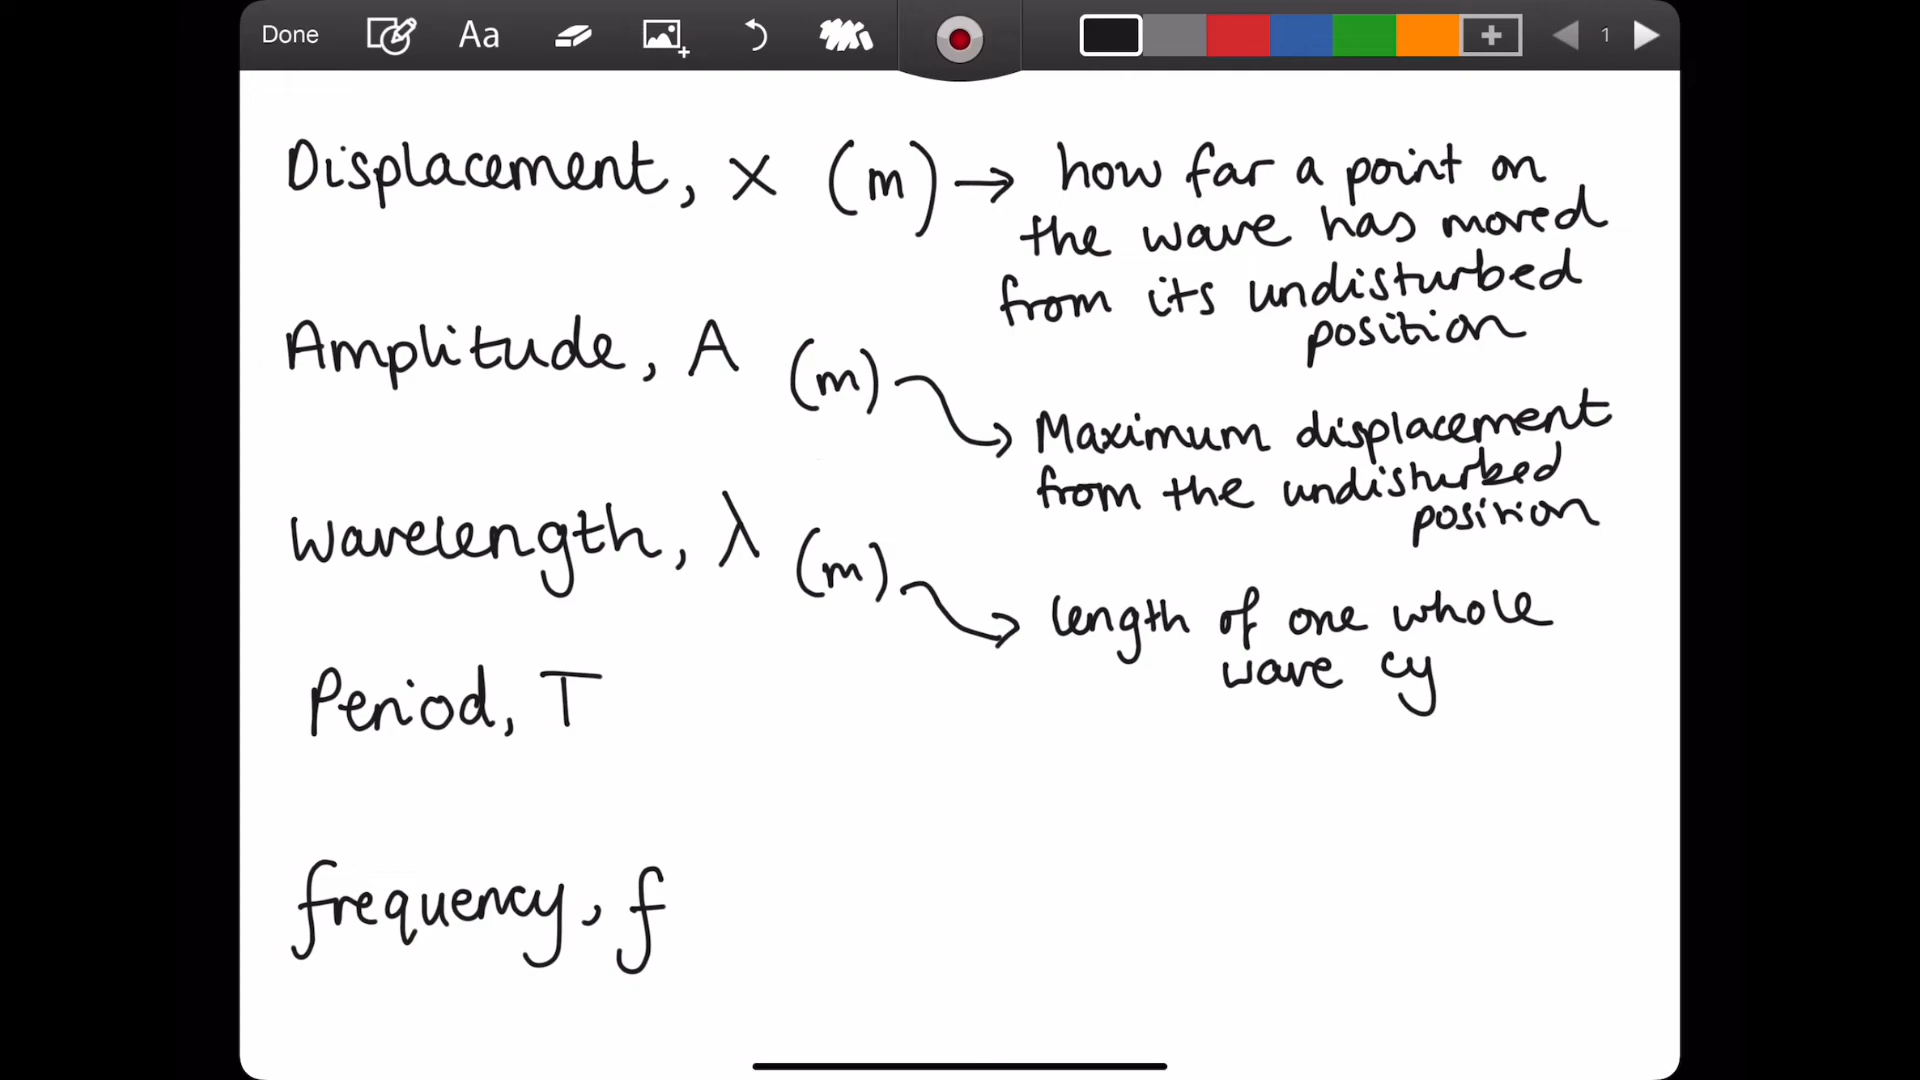 Done
Aa
1
Displacement, x (m) → how far a point on
the wave has moved
from its undisturbed
position
Amplitude, A (m)
Maximum displacement
from the undisturbed
position
Wavelength, λ (m)
length of one whole
wave cy
Period, T
frequency, f